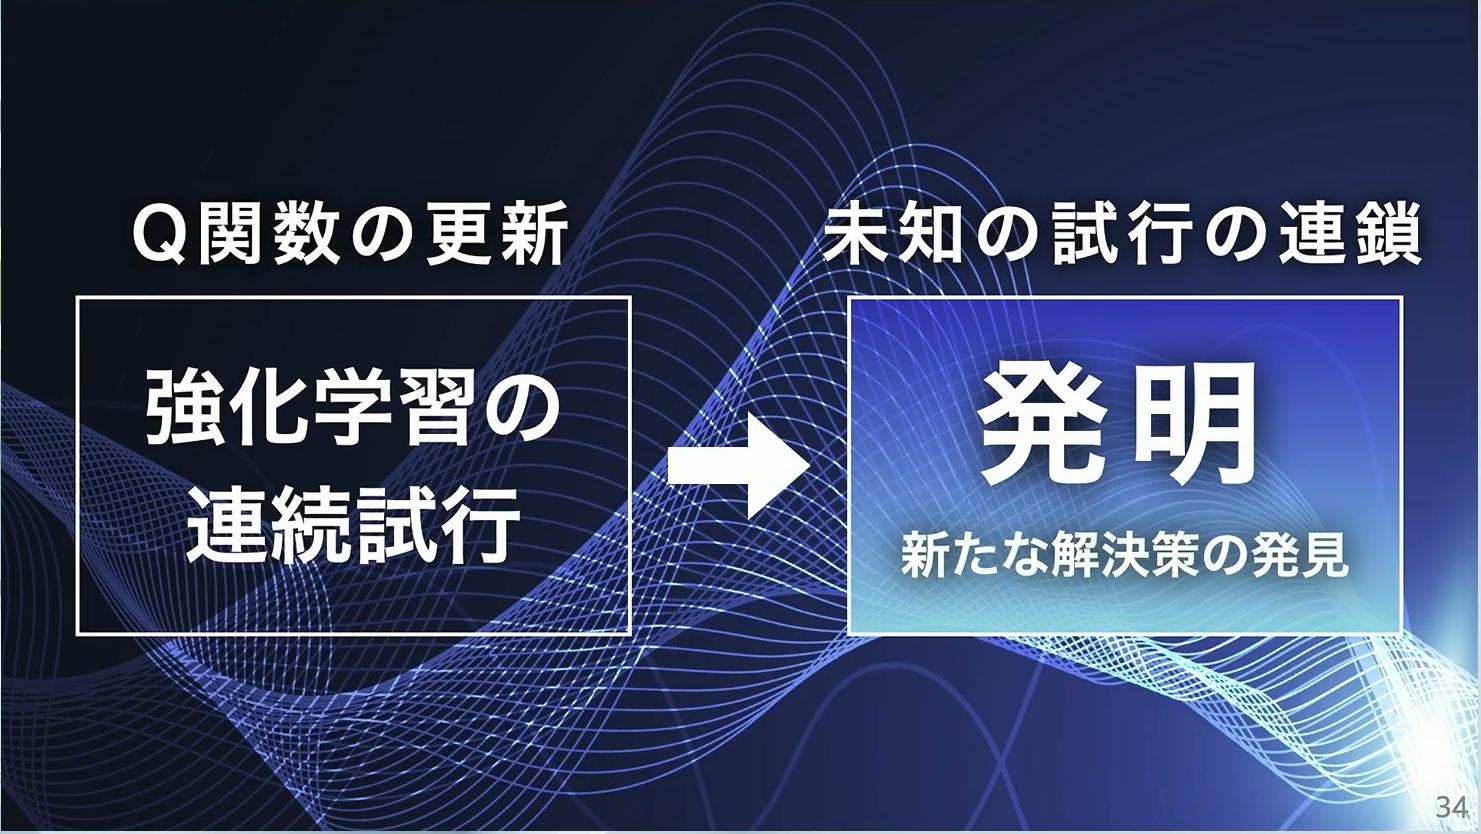 Q関数の更新
強化学習の
連続試行
未知の試行の連鎖
発明
新たな解決策の発見
34